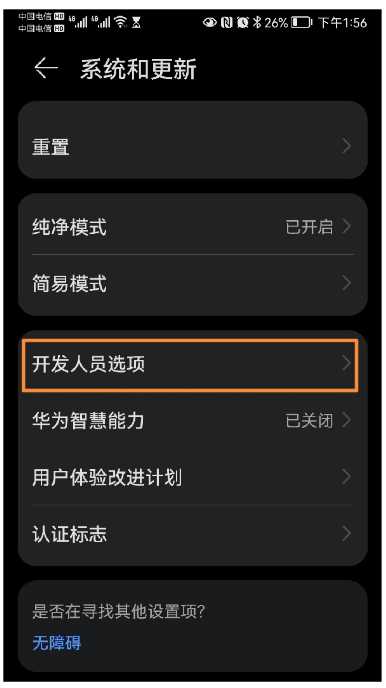 中国电信 HD
中国电信 HD
26% 下午1:56
系统和更新
重置
纯净模式 已开启
简易模式
开发人员选项
华为智慧能力 已关闭
用户体验改进计划
认证标志
是否在寻找其他设置项?
无障碍